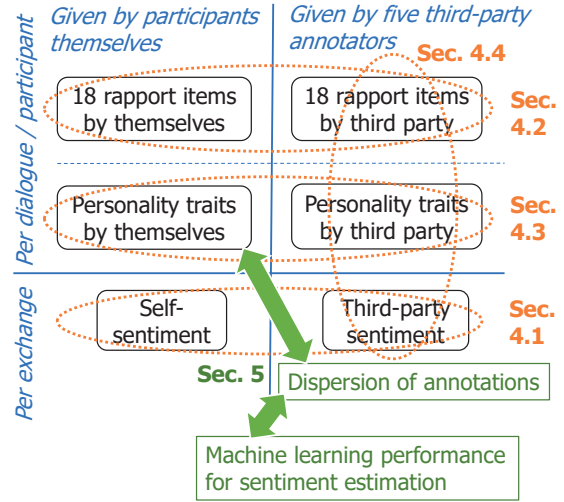 Given by participants
themselves
Given by five third-party
annotators
Sec. 4.4
Per dialogue / participant
18 rapport items
by themselves
18 rapport items
by third party
Sec.
4.2
Personality traits
by themselves
Personality traits
by third party
Sec.
4.3
Per exchange
Self-
sentiment
Third-party
sentiment
Sec.
4.1
Sec. 5
Dispersion of annotations
Machine learning performance
for sentiment estimation